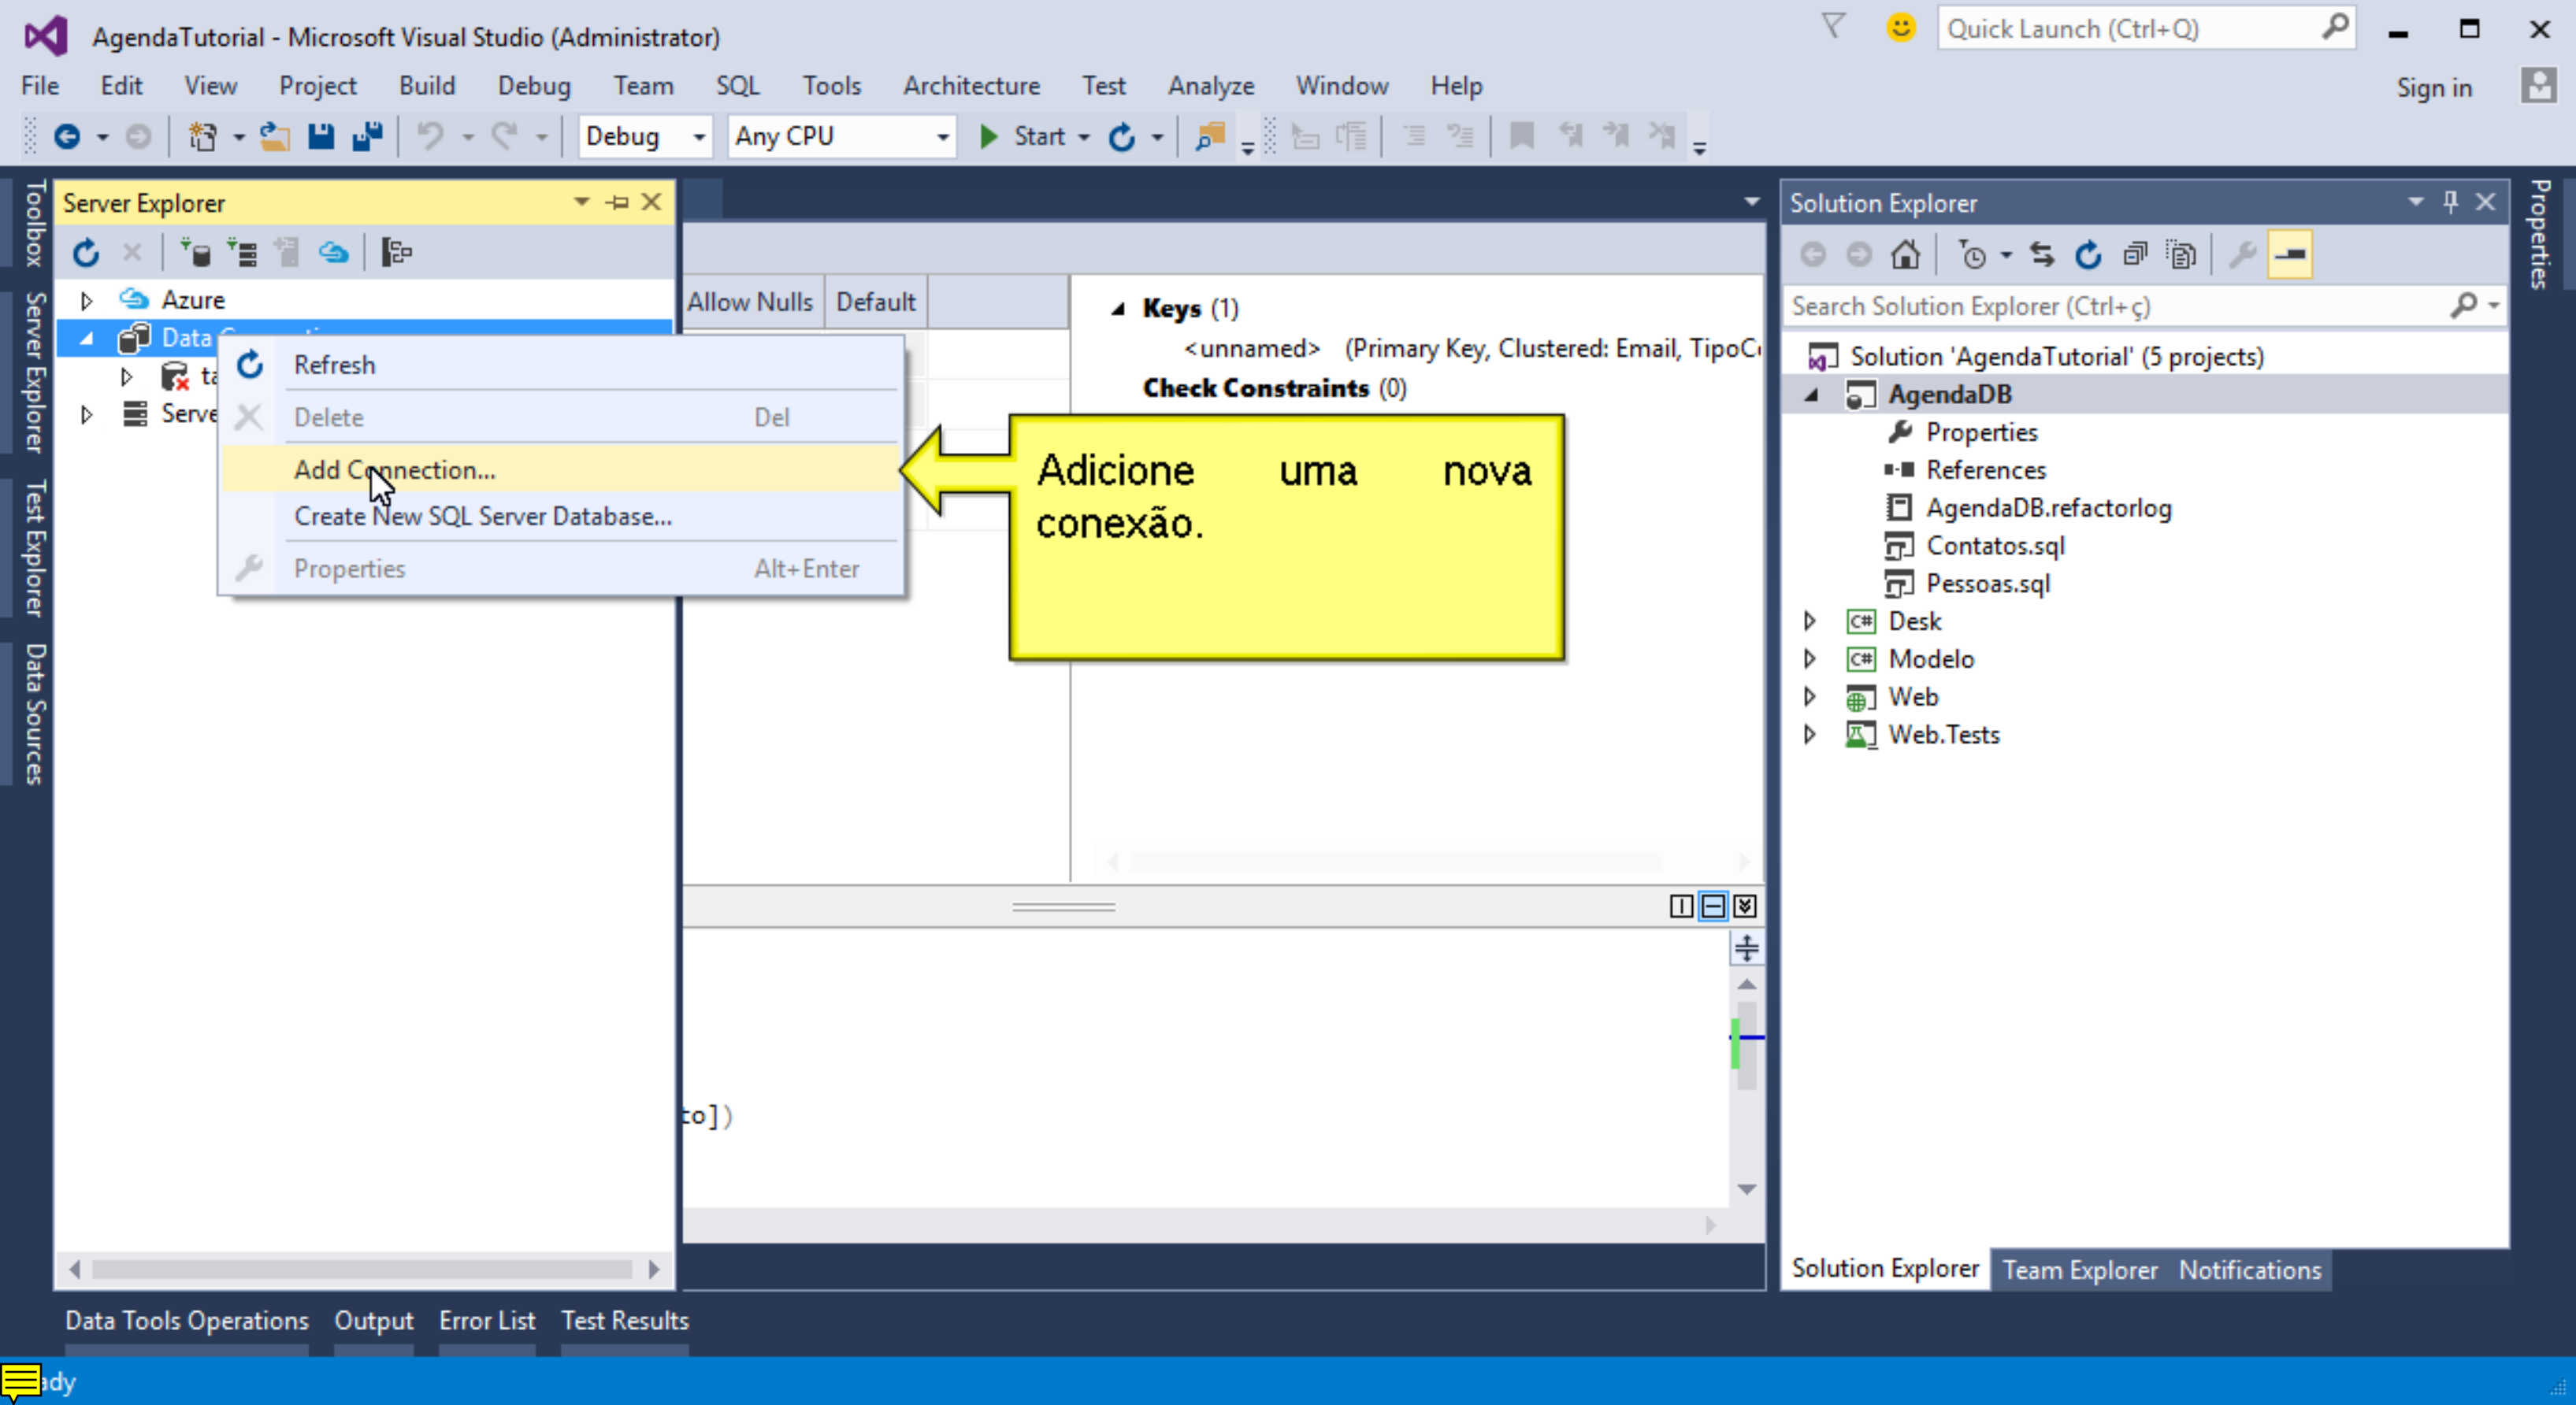 AgendaTutorial - Microsoft Visual Studio (Administrator)
Quick Launch (Ctrl+Q)
File Edit View Project Build Debug Team SQL Tools Architecture Test Analyze Window Help
Sign in
Debug Any CPU Start
Toolbox
Server Explorer
Test Explorer
Data Sources
Server Explorer
Azure
Data
Refresh
Delete Del
Add Connection...
Create New SQL Server Database...
Properties Alt+Enter
Allow Nulls Default
Keys (1)
<unnamed> (Primary Key, Clustered: Email, TipoC
Check Constraints (0)
Adicione uma nova
conexão.
to])
Solution Explorer
Search Solution Explorer (Ctrl+ç)
Solution 'AgendaTutorial' (5 projects)
AgendaDB
Properties
References
AgendaDB.refactorlog
Contatos.sql
Pessoas.sql
C# Desk
C# Modelo
Web
Web.Tests
Properties
Solution Explorer Team Explorer Notifications
Data Tools Operations Output Error List Test Results